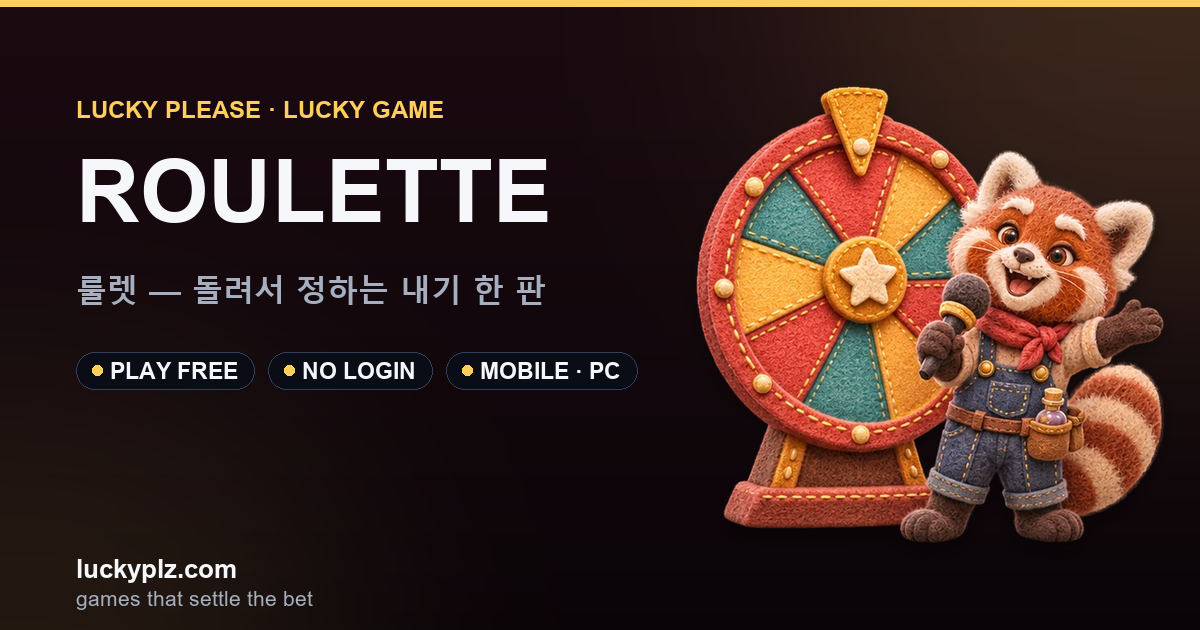 LUCKY PLEASE · LUCKY GAME
ROULETTE
룰렛 — 돌려서 정하는 내기 한 판
PLAY FREE
NO LOGIN
MOBILE · PC
luckyplz.com
games that settle the bet